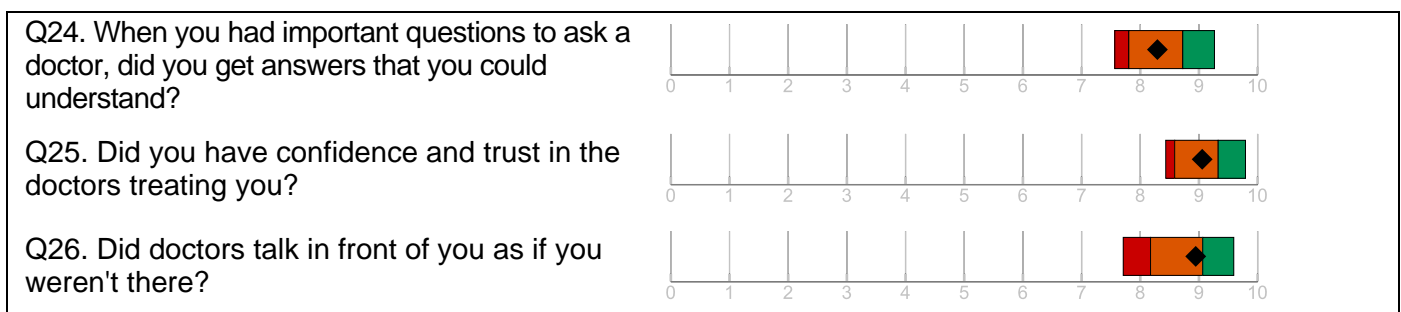 Q24. When you had important questions to ask a
doctor, did you get answers that you could
understand?
0 1 2 3 4 5 6 7 8 9 10
Q25. Did you have confidence and trust in the
doctors treating you?
0 1 2 3 4 5 6 7 8 9 10
Q26. Did doctors talk in front of you as if you
weren't there?
0 1 2 3 4 5 6 7 8 9 10